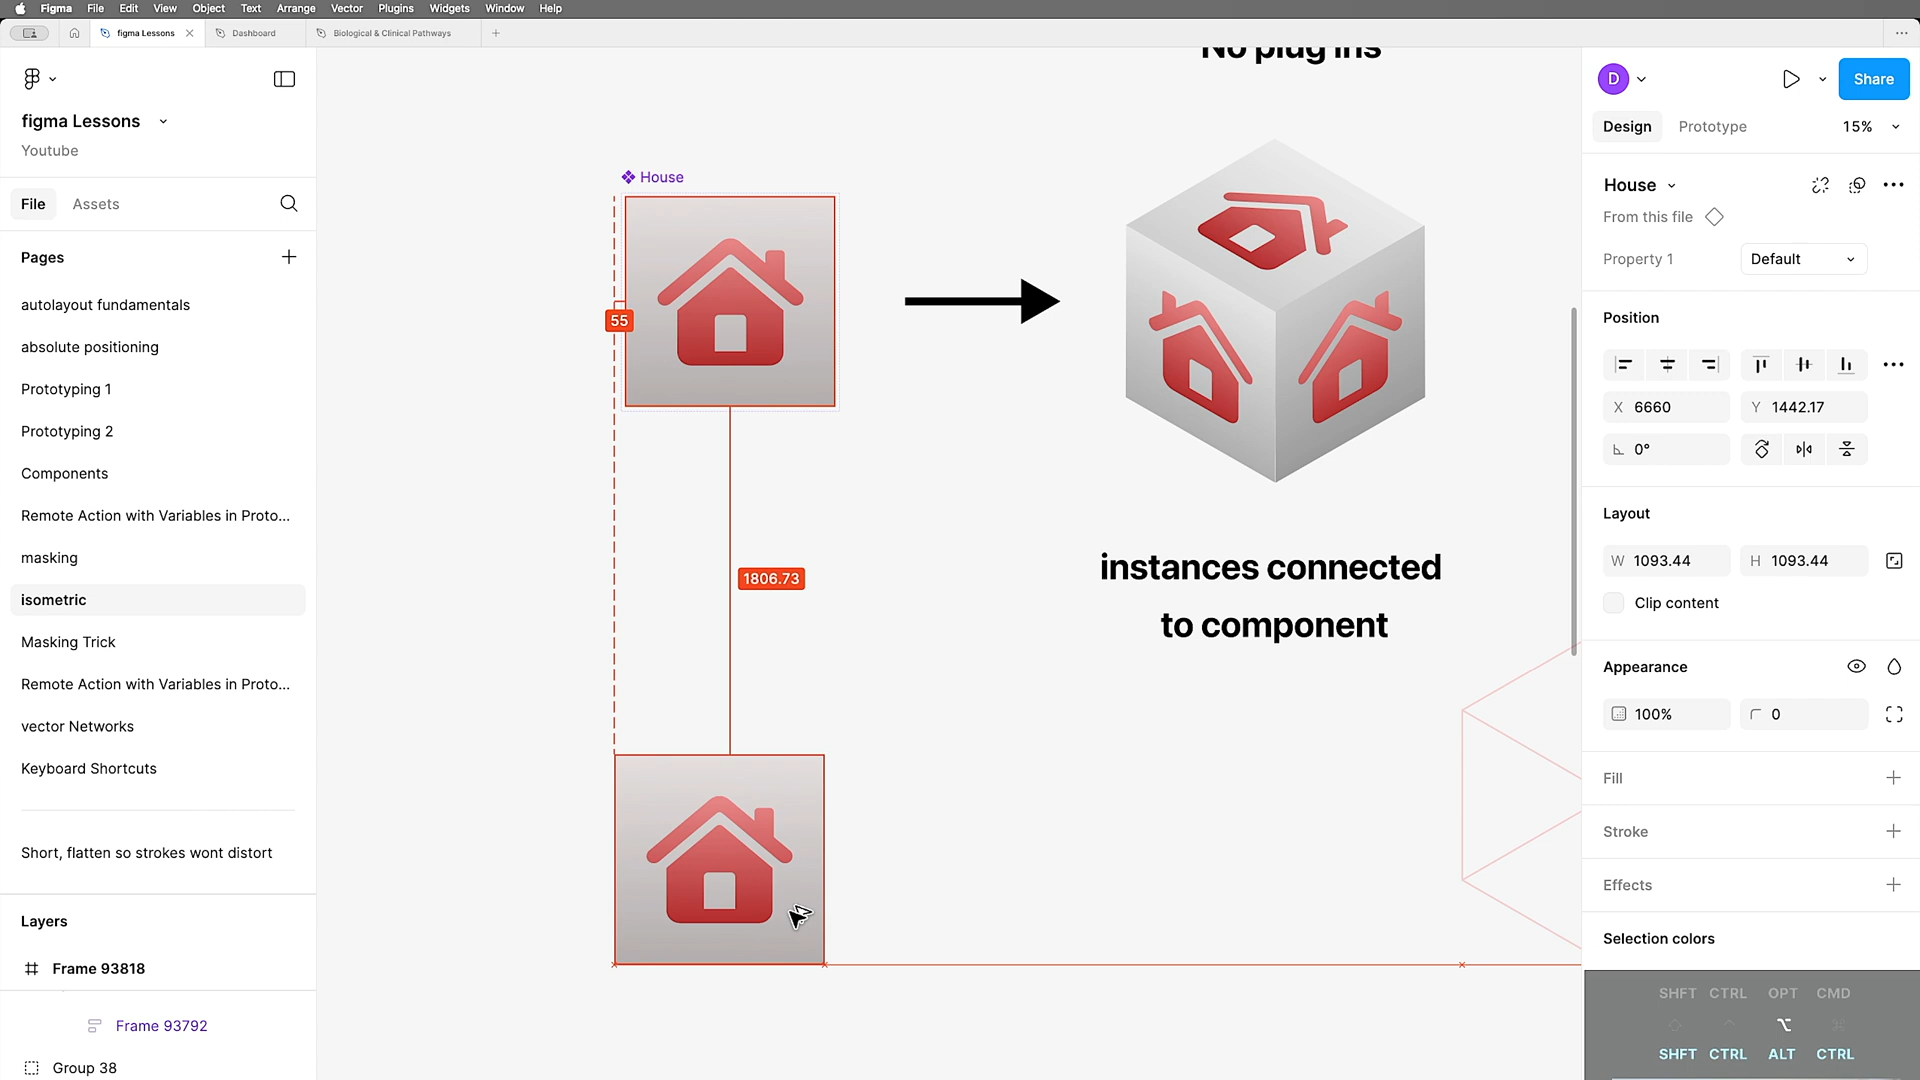 Figma File Edit View Object Text Arrange Vector Plugins Widgets Window Help
figma Lessons Dashboard Biological & Clinical Pathways
figma Lessons
Youtube
File Assets
Pages
autolayout fundamentals
absolute positioning
Prototyping 1
Prototyping 2
Components
Remote Action with Variables in Proto...
masking
isometric
Masking Trick
Remote Action with Variables in Proto...
vector Networks
Keyboard Shortcuts
Short, flatten so strokes wont distort
Layers
Frame 93818
Frame 93792
Group 38
No plug ins
House
55
1806.73
instances connected
to component
D
Share
Design Prototype 15%
House
From this file
Property 1 Default
Position
X 6660 Y 1442.17
0°
Layout
W 1093.44 H 1093.44
Clip content
Appearance
100% 0
Fill
Stroke
Effects
Selection colors
SHFT CTRL OPT CMD
SHFT CTRL ALT CTRL